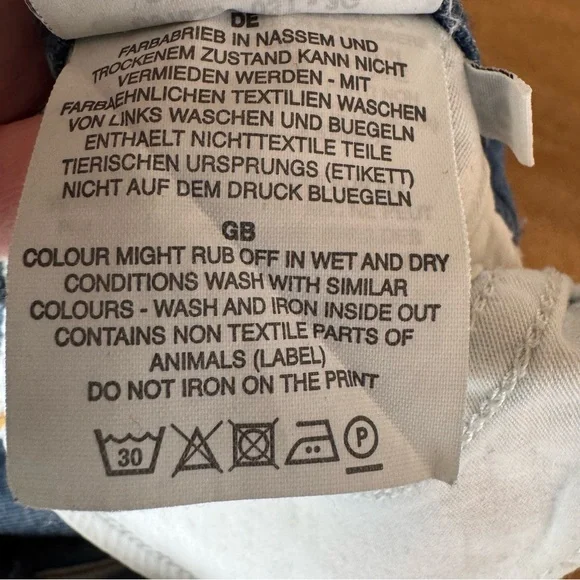 DE
FARBABRIEB IN NASSEM UND
TROCKENEM ZUSTAND KANN NICHT
VERMIEDEN WERDEN - MIT
FARBAEHNLICHEN TEXTILIEN WASCHEN
VON LINKS WASCHEN UND BUEGELN
ENTHAELT NICHTTEXTILE TEILE
TIERISCHEN URSPRUNGS (ETIKETT)
NICHT AUF DEM DRUCK BLUEGELN
GB
COLOUR MIGHT RUB OFF IN WET AND DRY
CONDITIONS WASH WITH SIMILAR
COLOURS - WASH AND IRON INSIDE OUT
CONTAINS NON TEXTILE PARTS OF
ANIMALS (LABEL)
DO NOT IRON ON THE PRINT
30 P